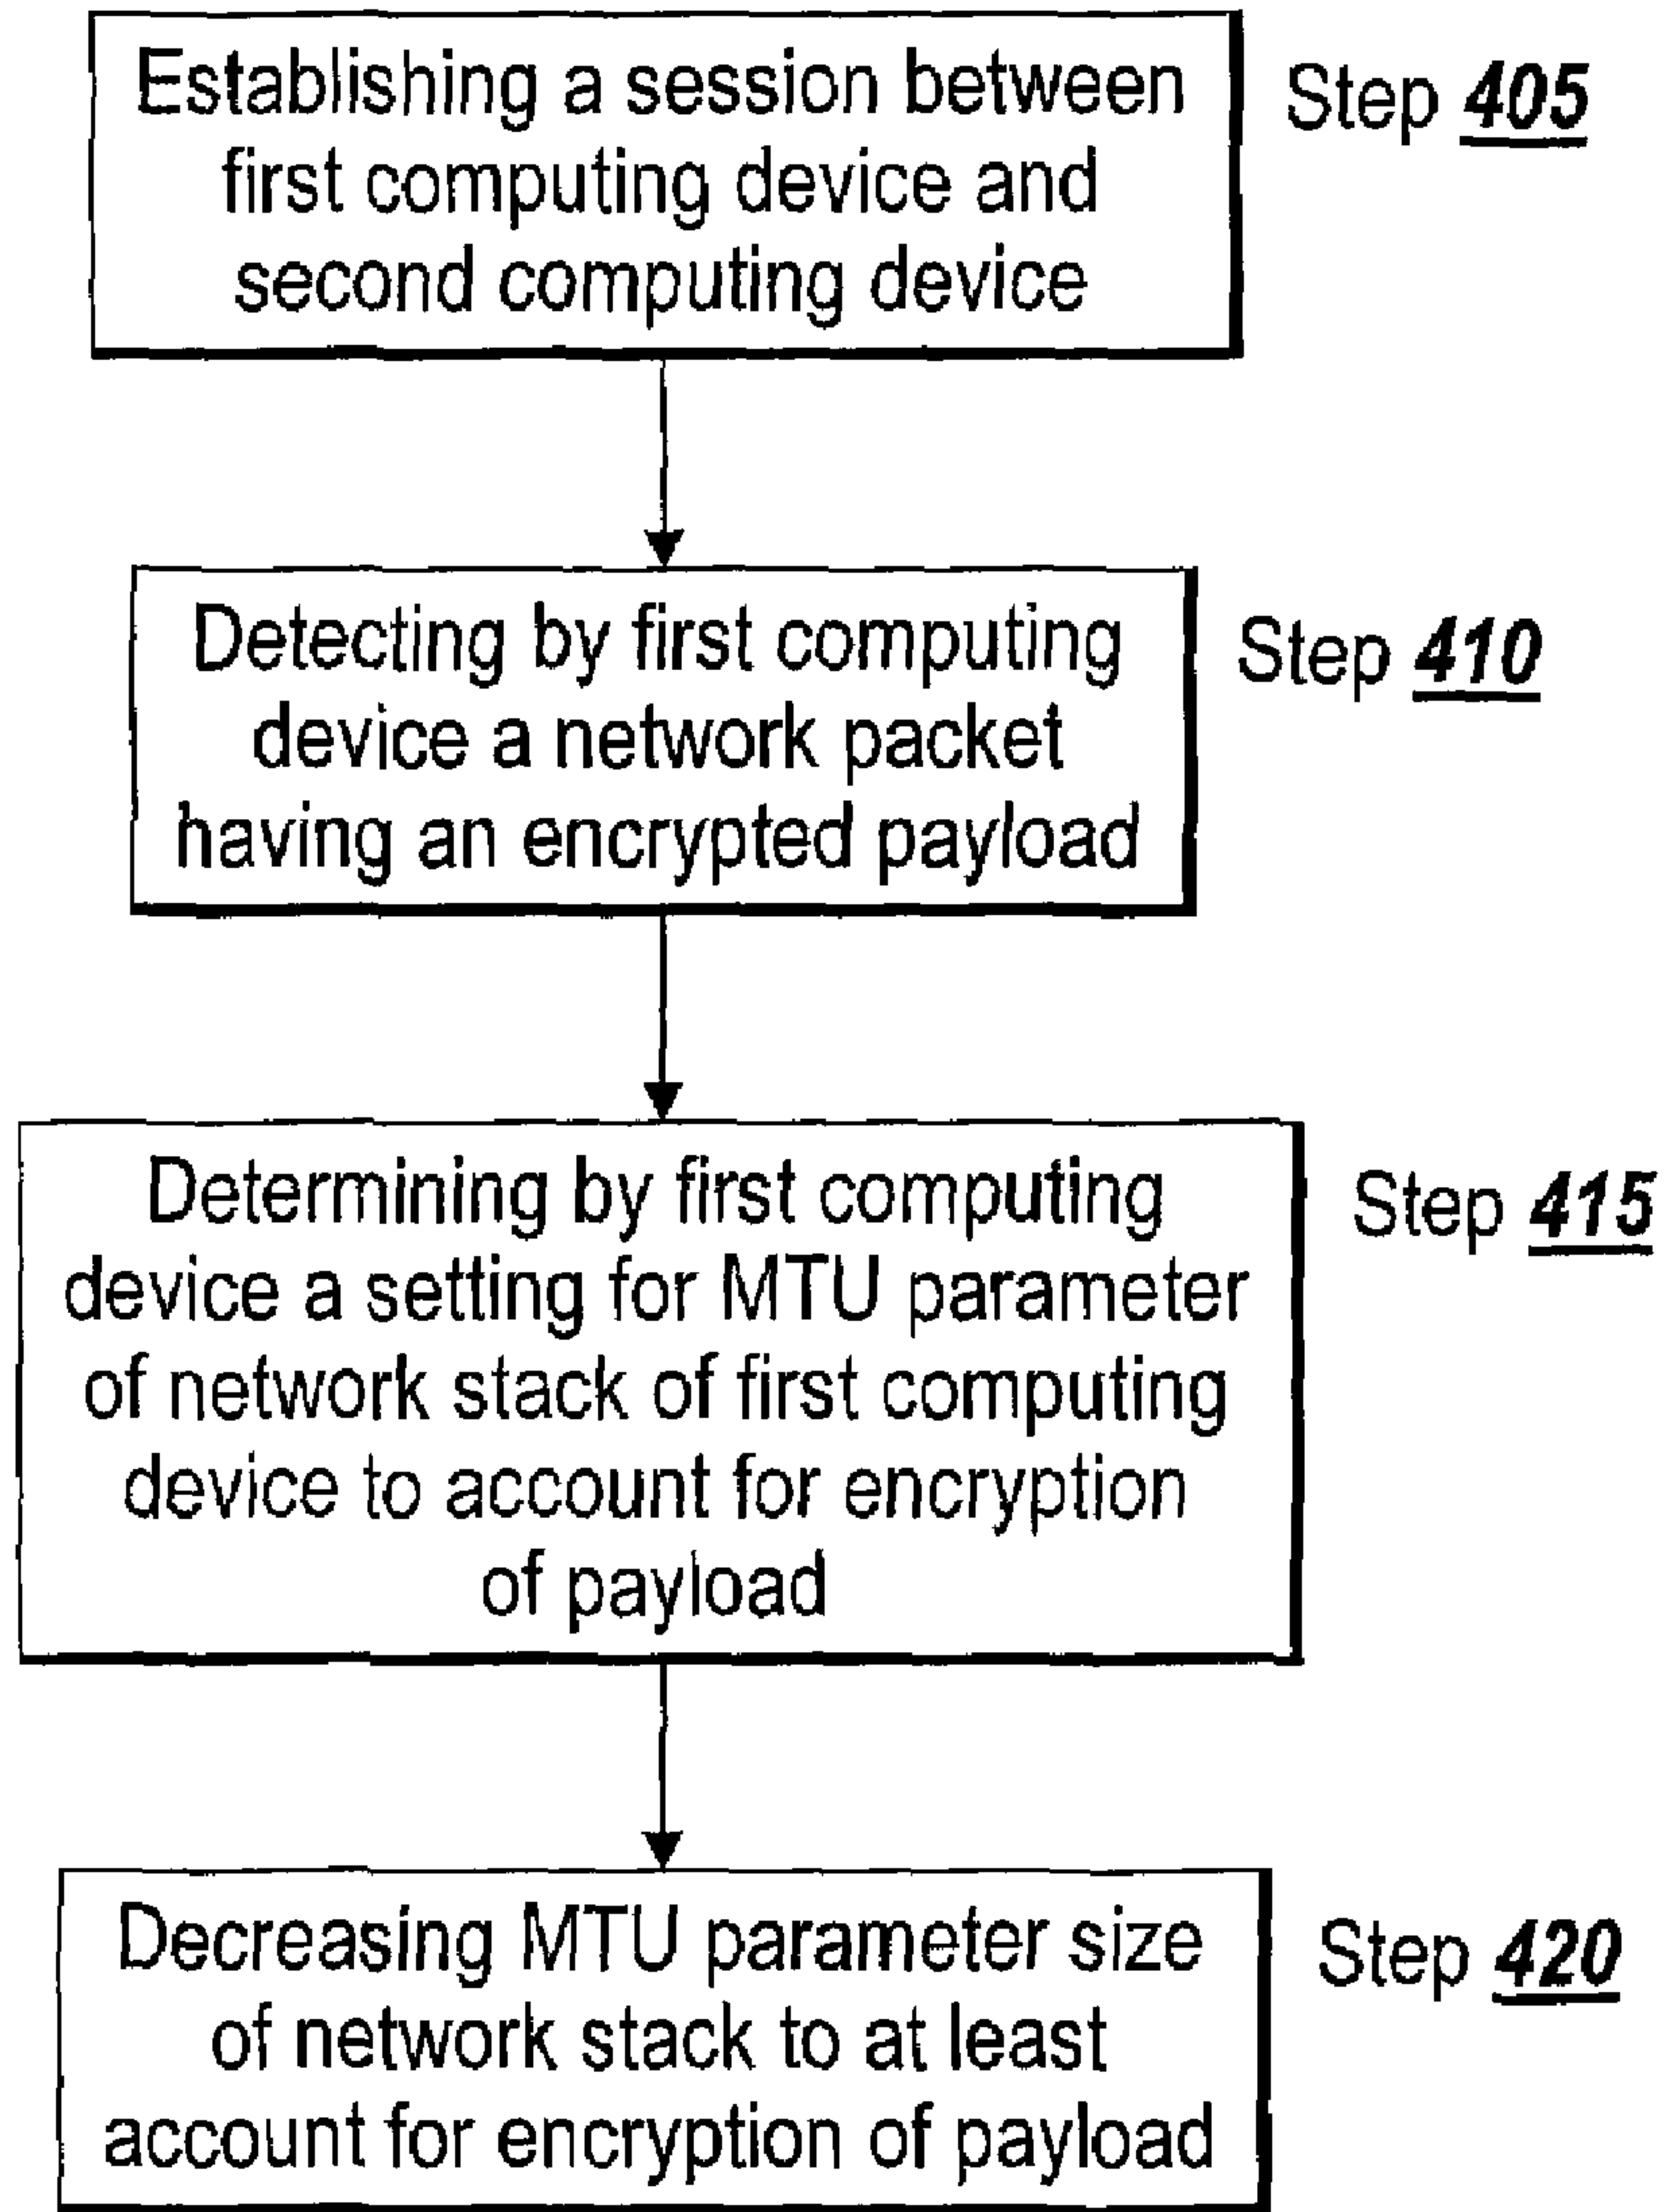 Establishing a session between
first computing device and
second computing device
Step 405
Detecting by first computing
device a network packet
having an encrypted payload
Step 410
Determining by first computing
device a setting for MTU parameter
of network stack of first computing
device to account for encryption
of payload
Step 415
Decreasing MTU parameter size
of network stack to at least
account for encryption of payload
Step 420